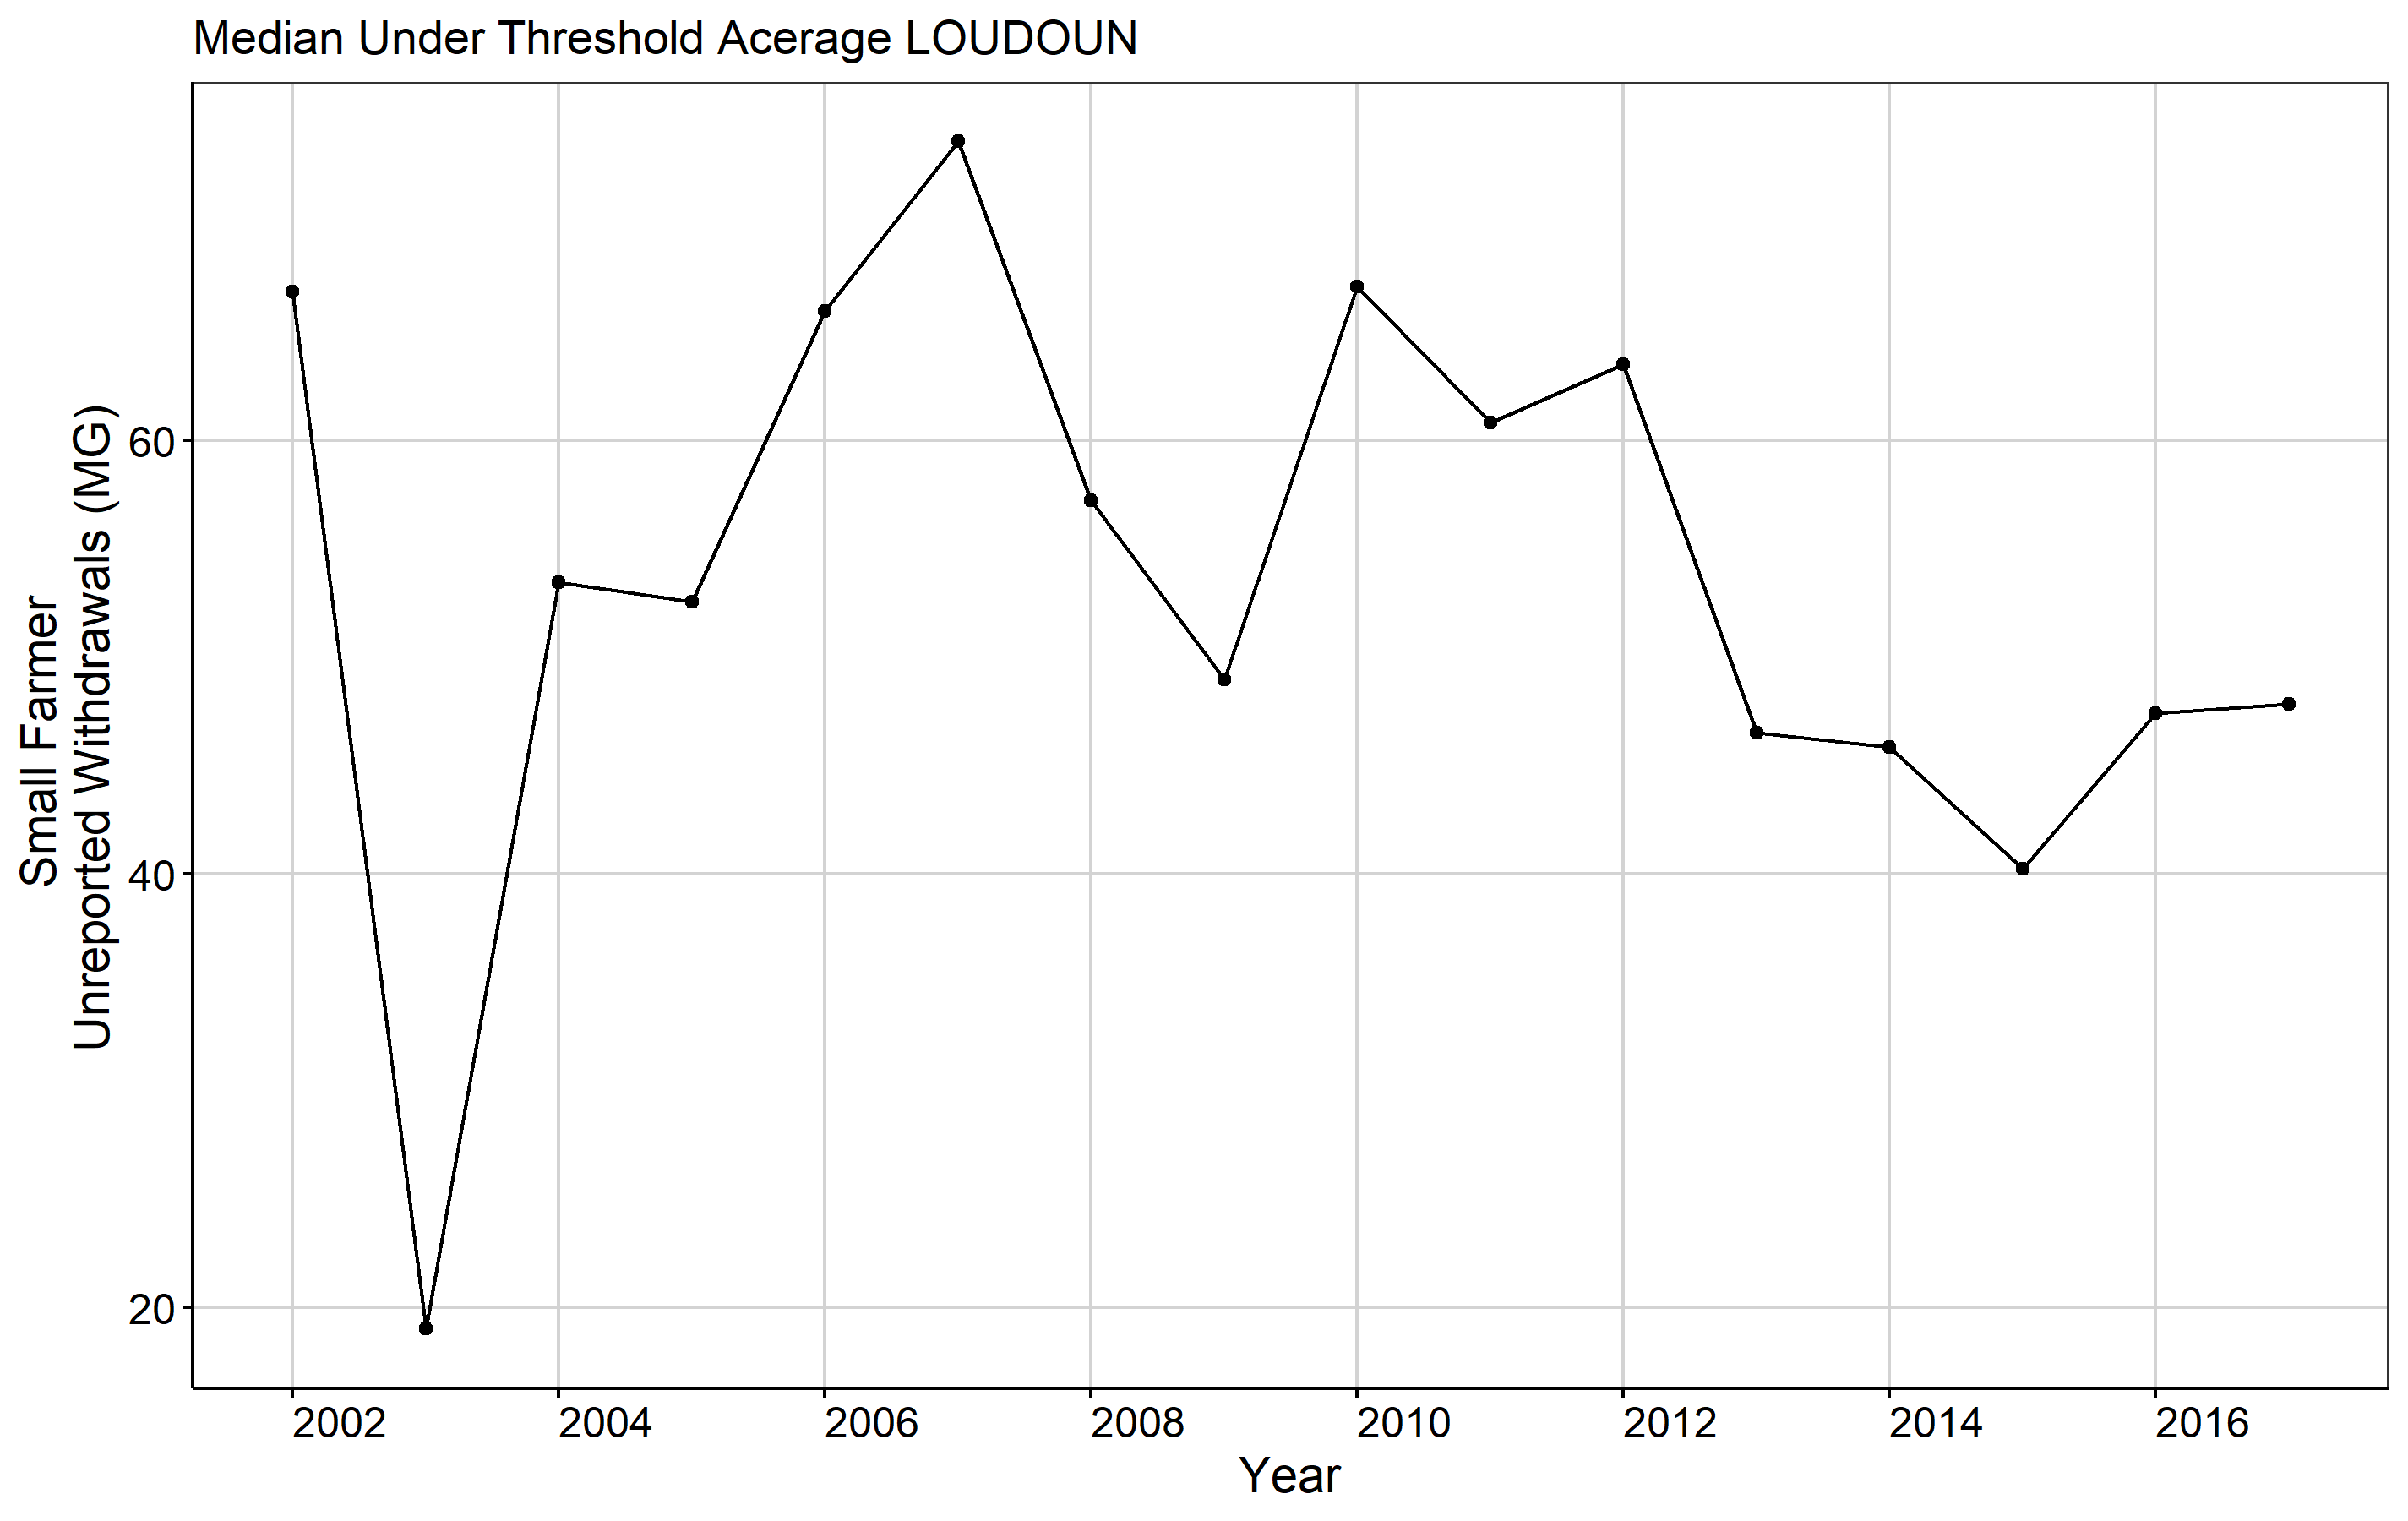 Median Under Threshold Acerage LOUDOUN
Small Farmer
Unreported Withdrawals (MG)
60
40
20
2002 2004 2006 2008 2010 2012 2014 2016
Year